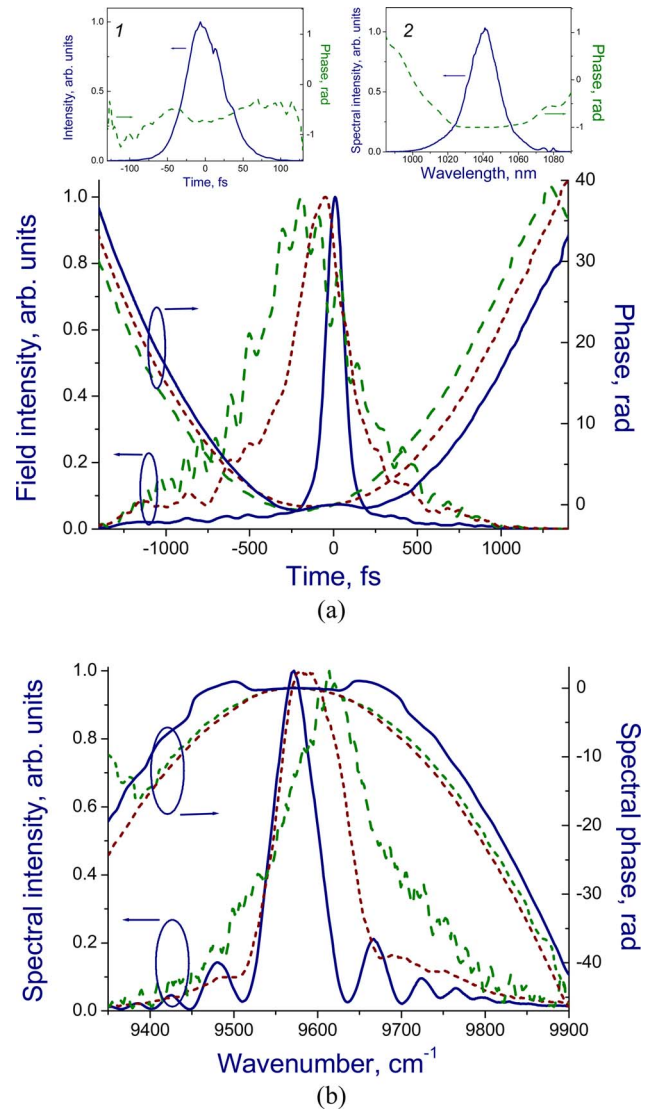 1
Intensity, arb. units
1.0
0.5
0.0
-100 -50 0 50 100
Time, fs
1
0
-1
Phase, rad
2
Spectral intensity, arb. units
1.0
0.5
0.0
1000 1020 1040 1060 1080
Wavelength, nm
1
0
-1
Phase, rad
Field intensity, arb. units
1.0
0.8
0.6
0.4
0.2
0.0
-1000 -500 0 500 1000
Time, fs
40
30
20
10
0
Phase, rad
(a)
Spectral intensity, arb. units
1.0
0.8
0.6
0.4
0.2
0.0
9400 9500 9600 9700 9800 9900
Wavenumber, cm⁻¹
0
-10
-20
-30
-40
Spectral phase, rad
(b)